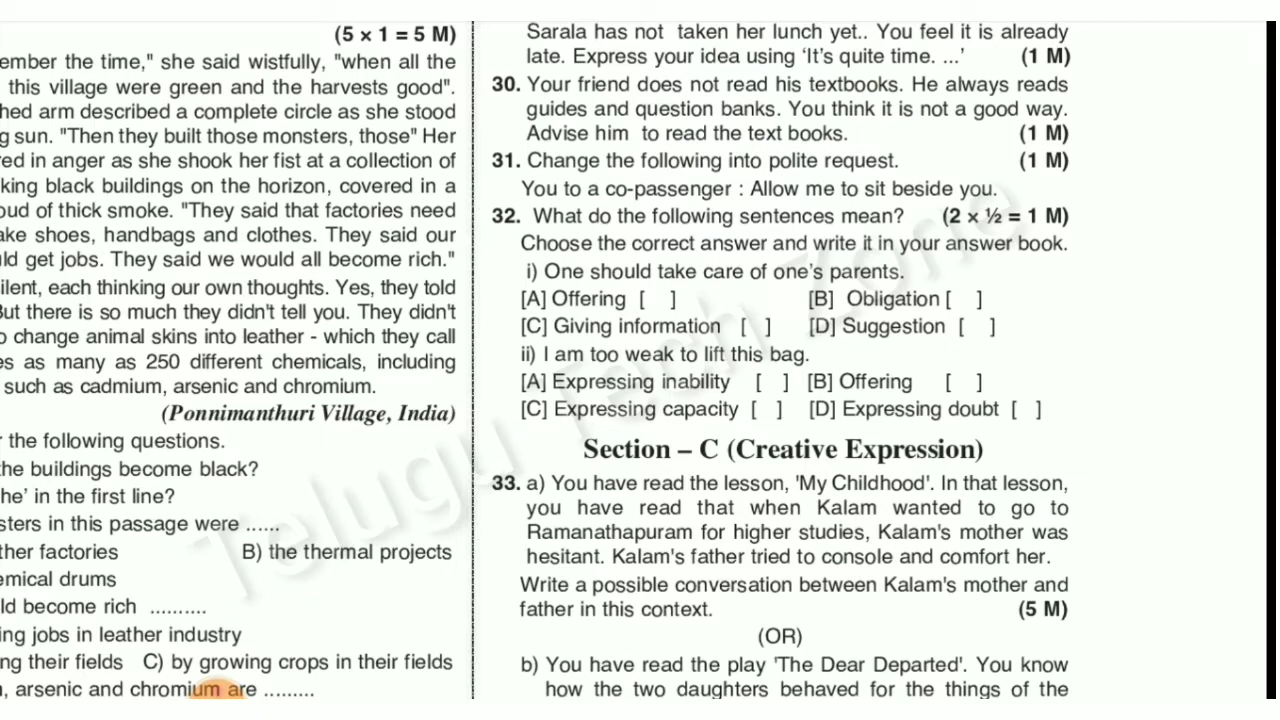 (5 × 1 = 5 M)
ember the time," she said wistfully, "when all the
this village were green and the harvests good".
hed arm described a complete circle as she stood
g sun. "Then they built those monsters, those" Her
red in anger as she shook her fist at a collection of
king black buildings on the horizon, covered in a
oud of thick smoke. "They said that factories need
ake shoes, handbags and clothes. They said our
ld get jobs. They said we would all become rich."
ilent, each thinking our own thoughts. Yes, they told
But there is so much they didn't tell you. They didn't
o change animal skins into leather - which they call
es as many as 250 different chemicals, including
such as cadmium, arsenic and chromium.
(Ponnimanthuri Village, India)
r the following questions.
the buildings become black?
he' in the first line?
sters in this passage were ......
ther factories B) the thermal projects
emical drums
ld become rich ..........
ing jobs in leather industry
ng their fields C) by growing crops in their fields
, arsenic and chromium are .........
Sarala has not taken her lunch yet.. You feel it is already
late. Express your idea using ‘It’s quite time. ...’ (1 M)
30. Your friend does not read his textbooks. He always reads
guides and question banks. You think it is not a good way.
Advise him to read the text books. (1 M)
31. Change the following into polite request. (1 M)
You to a co-passenger : Allow me to sit beside you.
32. What do the following sentences mean? (2 × ½ = 1 M)
Choose the correct answer and write it in your answer book.
i) One should take care of one’s parents.
[A] Offering [ ] [B] Obligation [ ]
[C] Giving information [ ] [D] Suggestion [ ]
ii) I am too weak to lift this bag.
[A] Expressing inability [ ] [B] Offering [ ]
[C] Expressing capacity [ ] [D] Expressing doubt [ ]
Section – C (Creative Expression)
33. a) You have read the lesson, 'My Childhood'. In that lesson,
you have read that when Kalam wanted to go to
Ramanathapuram for higher studies, Kalam's mother was
hesitant. Kalam's father tried to console and comfort her.
Write a possible conversation between Kalam's mother and
father in this context. (5 M)
(OR)
b) You have read the play 'The Dear Departed'. You know
how the two daughters behaved for the things of the
Telugu Tech Zone